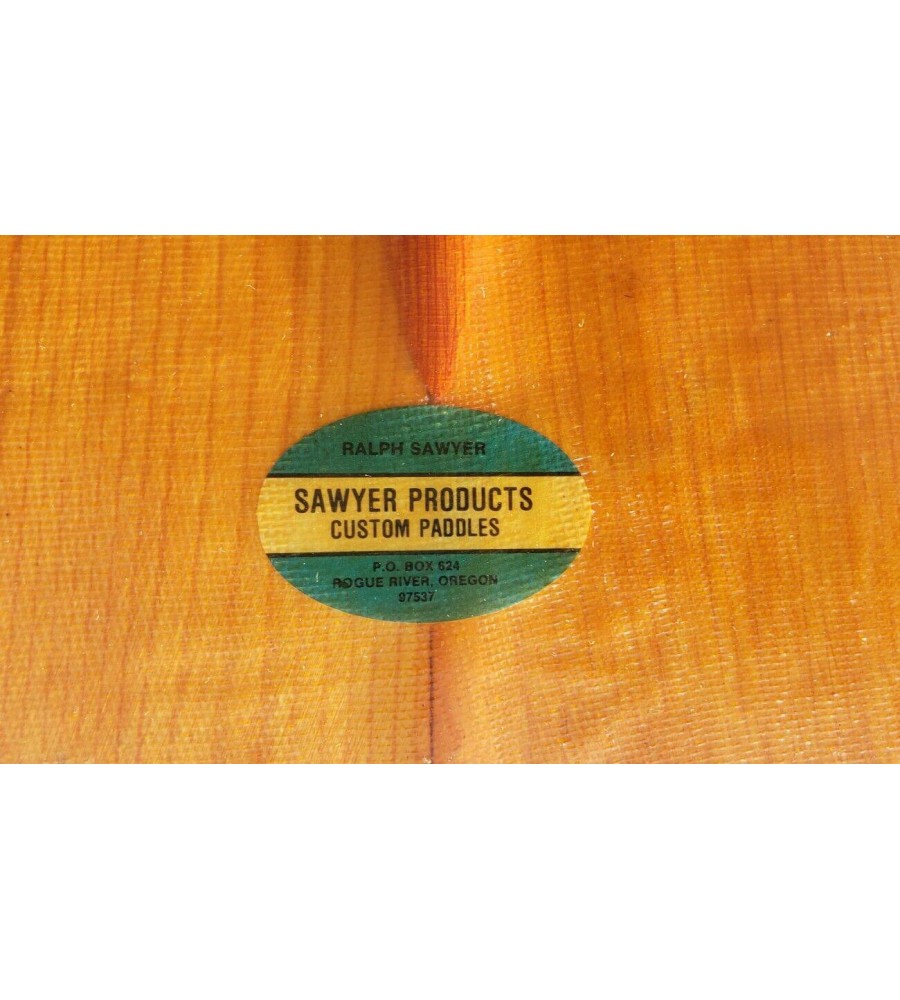 RALPH SAWYER
SAWYER PRODUCTS
CUSTOM PADDLES
P.O. BOX 624
ROGUE RIVER, OREGON
97537